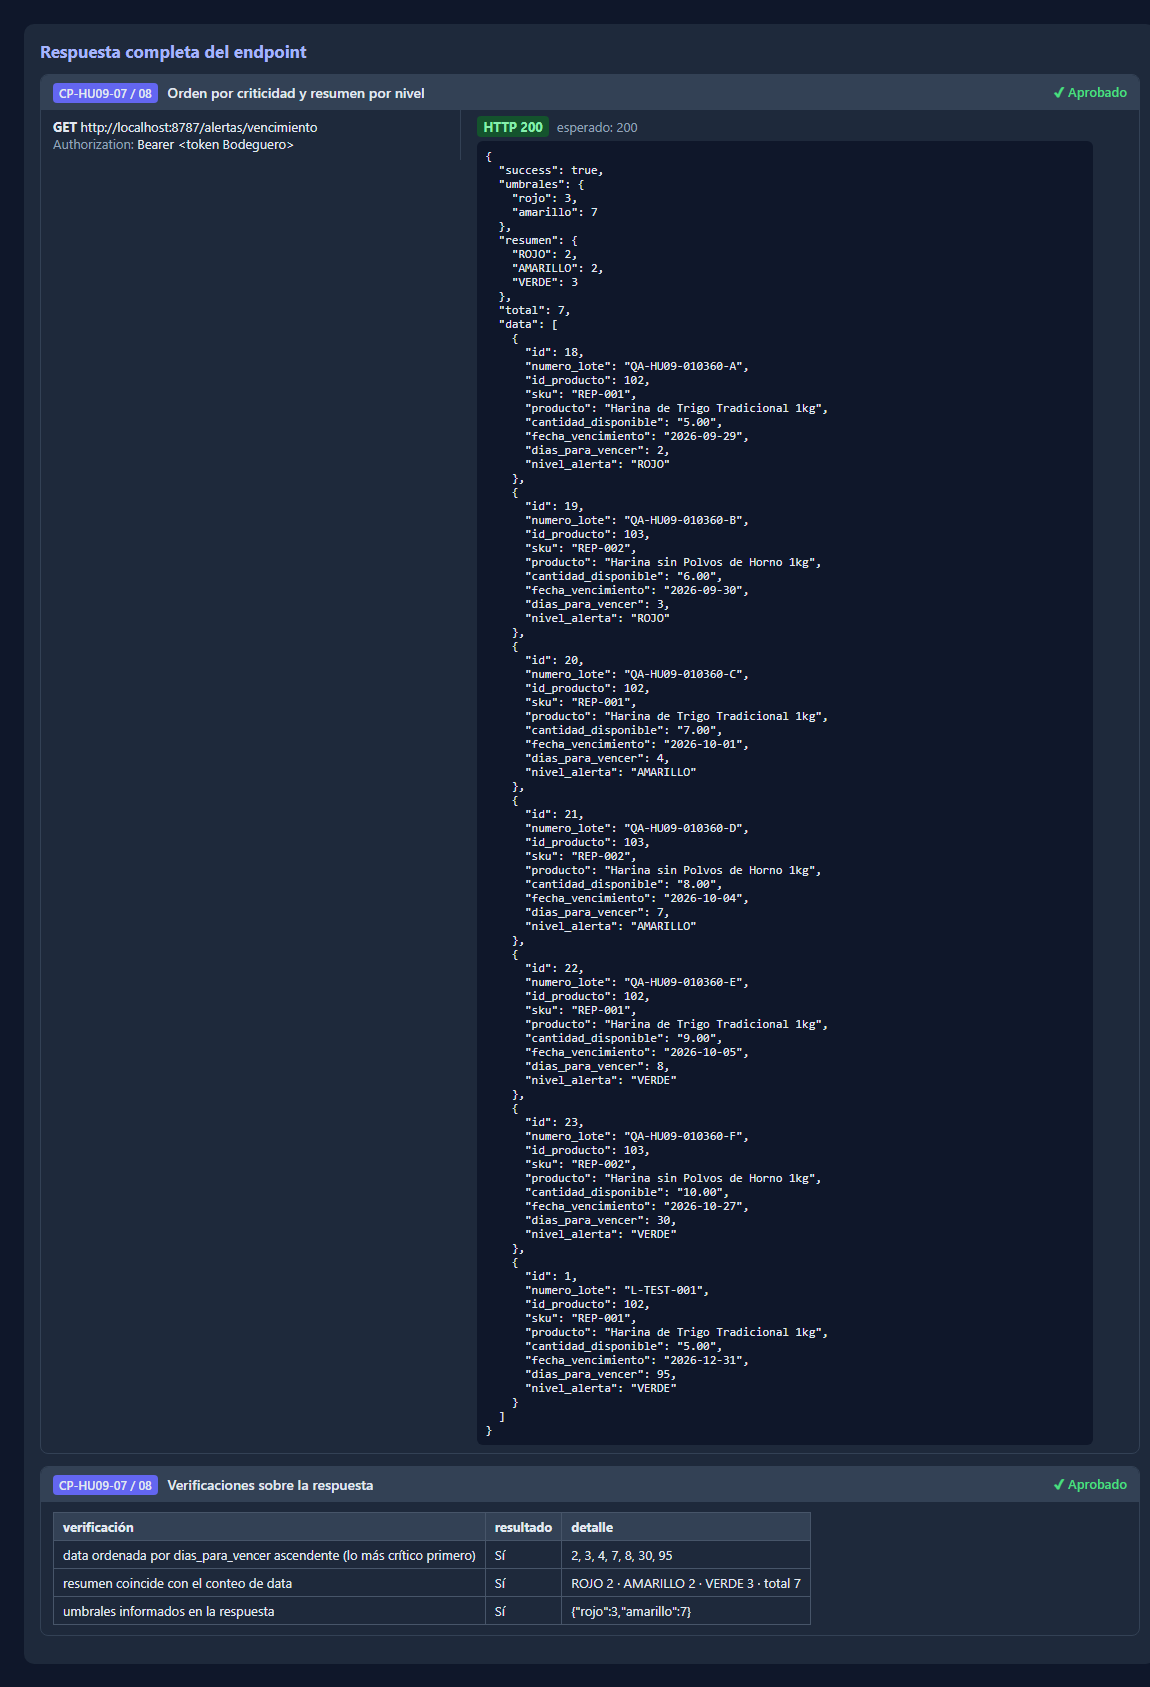 Respuesta completa del endpoint
CP-HU09-07 / 08 Orden por criticidad y resumen por nivel ✓ Aprobado
GET http://localhost:8787/alertas/vencimiento
Authorization: Bearer <token Bodeguero>
HTTP 200 esperado: 200
{
  "success": true,
  "umbrales": {
    "rojo": 3,
    "amarillo": 7
  },
  "resumen": {
    "ROJO": 2,
    "AMARILLO": 2,
    "VERDE": 3
  },
  "total": 7,
  "data": [
    {
      "id": 18,
      "numero_lote": "QA-HU09-010360-A",
      "id_producto": 102,
      "sku": "REP-001",
      "producto": "Harina de Trigo Tradicional 1kg",
      "cantidad_disponible": "5.00",
      "fecha_vencimiento": "2026-09-29",
      "dias_para_vencer": 2,
      "nivel_alerta": "ROJO"
    },
    {
      "id": 19,
      "numero_lote": "QA-HU09-010360-B",
      "id_producto": 103,
      "sku": "REP-002",
      "producto": "Harina sin Polvos de Horno 1kg",
      "cantidad_disponible": "6.00",
      "fecha_vencimiento": "2026-09-30",
      "dias_para_vencer": 3,
      "nivel_alerta": "ROJO"
    },
    {
      "id": 20,
      "numero_lote": "QA-HU09-010360-C",
      "id_producto": 102,
      "sku": "REP-001",
      "producto": "Harina de Trigo Tradicional 1kg",
      "cantidad_disponible": "7.00",
      "fecha_vencimiento": "2026-10-01",
      "dias_para_vencer": 4,
      "nivel_alerta": "AMARILLO"
    },
    {
      "id": 21,
      "numero_lote": "QA-HU09-010360-D",
      "id_producto": 103,
      "sku": "REP-002",
      "producto": "Harina sin Polvos de Horno 1kg",
      "cantidad_disponible": "8.00",
      "fecha_vencimiento": "2026-10-04",
      "dias_para_vencer": 7,
      "nivel_alerta": "AMARILLO"
    },
    {
      "id": 22,
      "numero_lote": "QA-HU09-010360-E",
      "id_producto": 102,
      "sku": "REP-001",
      "producto": "Harina de Trigo Tradicional 1kg",
      "cantidad_disponible": "9.00",
      "fecha_vencimiento": "2026-10-05",
      "dias_para_vencer": 8,
      "nivel_alerta": "VERDE"
    },
    {
      "id": 23,
      "numero_lote": "QA-HU09-010360-F",
      "id_producto": 103,
      "sku": "REP-002",
      "producto": "Harina sin Polvos de Horno 1kg",
      "cantidad_disponible": "10.00",
      "fecha_vencimiento": "2026-10-27",
      "dias_para_vencer": 30,
      "nivel_alerta": "VERDE"
    },
    {
      "id": 1,
      "numero_lote": "L-TEST-001",
      "id_producto": 102,
      "sku": "REP-001",
      "producto": "Harina de Trigo Tradicional 1kg",
      "cantidad_disponible": "5.00",
      "fecha_vencimiento": "2026-12-31",
      "dias_para_vencer": 95,
      "nivel_alerta": "VERDE"
    }
  ]
}
CP-HU09-07 / 08 Verificaciones sobre la respuesta ✓ Aprobado
verificación resultado detalle
data ordenada por dias_para_vencer ascendente (lo más crítico primero) Sí 2, 3, 4, 7, 8, 30, 95
resumen coincide con el conteo de data Sí ROJO 2 · AMARILLO 2 · VERDE 3 · total 7
umbrales informados en la respuesta Sí {"rojo":3,"amarillo":7}